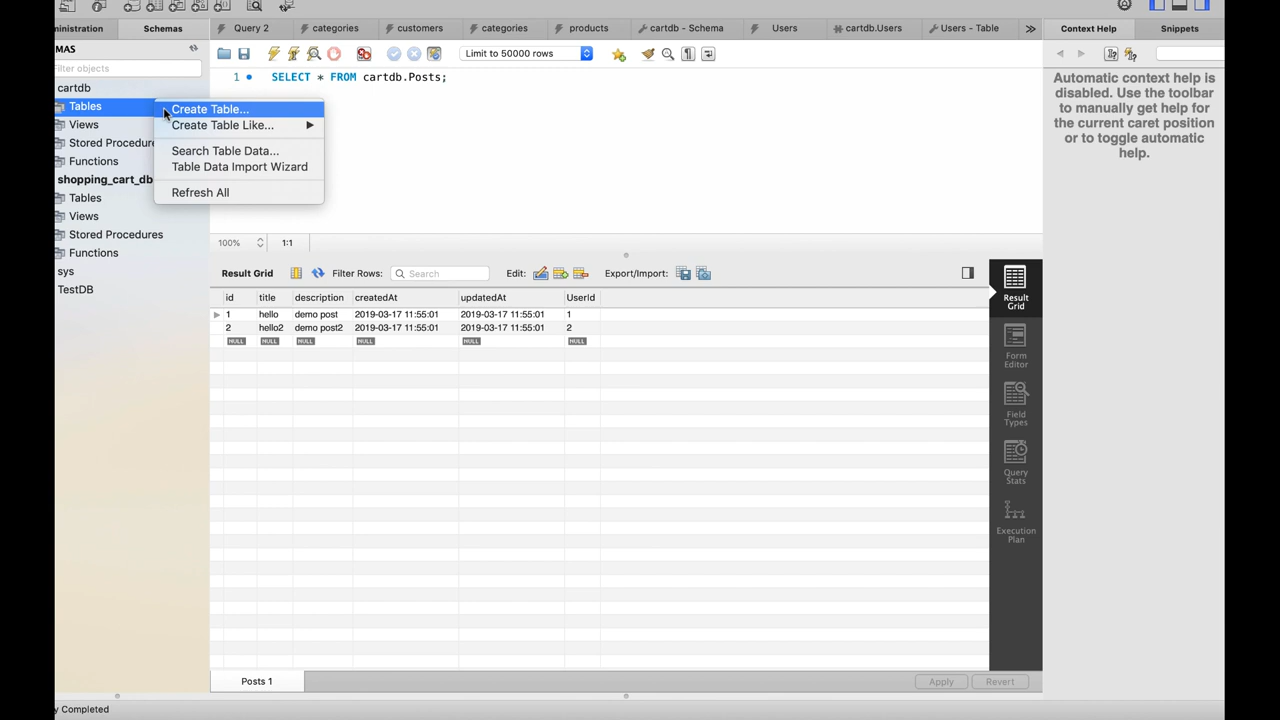 ministration Schemas Query 2 categories customers categories products cartdb - Schema Users cartdb.Users Users - Table >> Context Help Snippets
MAS
Filter objects
Limit to 50000 rows
1 SELECT * FROM cartdb.Posts;
cartdb
Tables
Views
Stored Procedure
Functions
shopping_cart_db
Tables
Views
Stored Procedures
Functions
sys
TestDB
Create Table...
Create Table Like...
Search Table Data...
Table Data Import Wizard
Refresh All
Automatic context help is
disabled. Use the toolbar
to manually get help for
the current caret position
or to toggle automatic
help.
100% 1:1
Result Grid Filter Rows: Search Edit: Export/Import:
id title description createdAt updatedAt UserId
1 hello demo post 2019-03-17 11:55:01 2019-03-17 11:55:01 1
2 hello2 demo post2 2019-03-17 11:55:01 2019-03-17 11:55:01 2
NULL NULL NULL NULL NULL NULL
Result
Grid
Form
Editor
Field
Types
Query
Stats
Execution
Plan
Posts 1 Apply Revert
y Completed